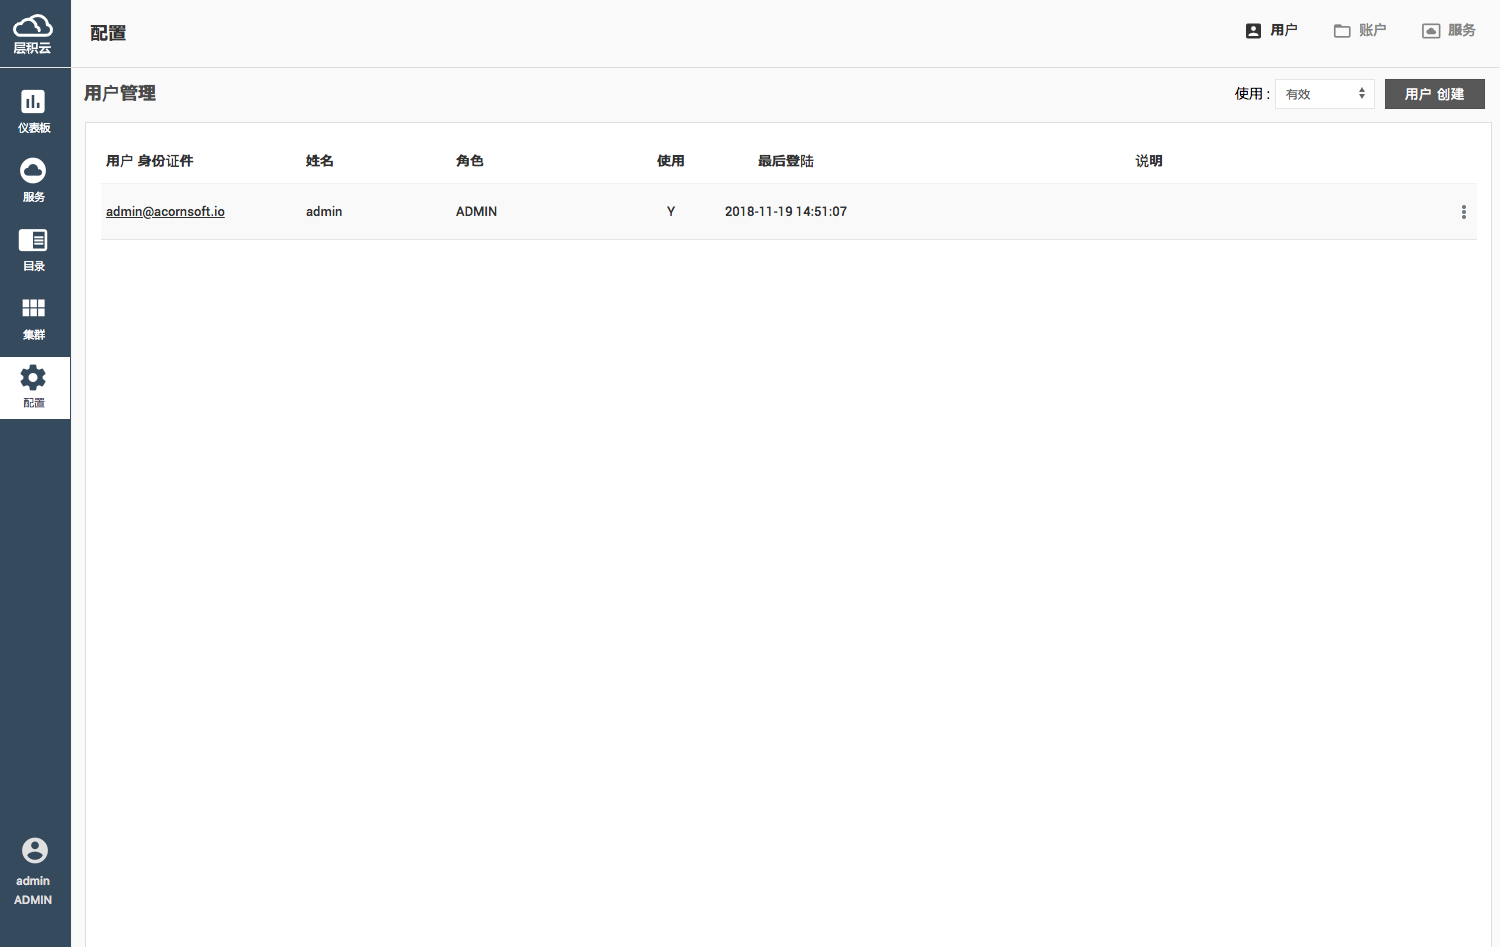 层积云
配置
用户
账户
服务
仪表板
服务
目录
集群
配置
admin
ADMIN
用户管理
使用 :
有效
用户 创建
用户 身份证件 姓名 角色 使用 最后登陆 说明
admin@acornsoft.io admin ADMIN Y 2018-11-19 14:51:07